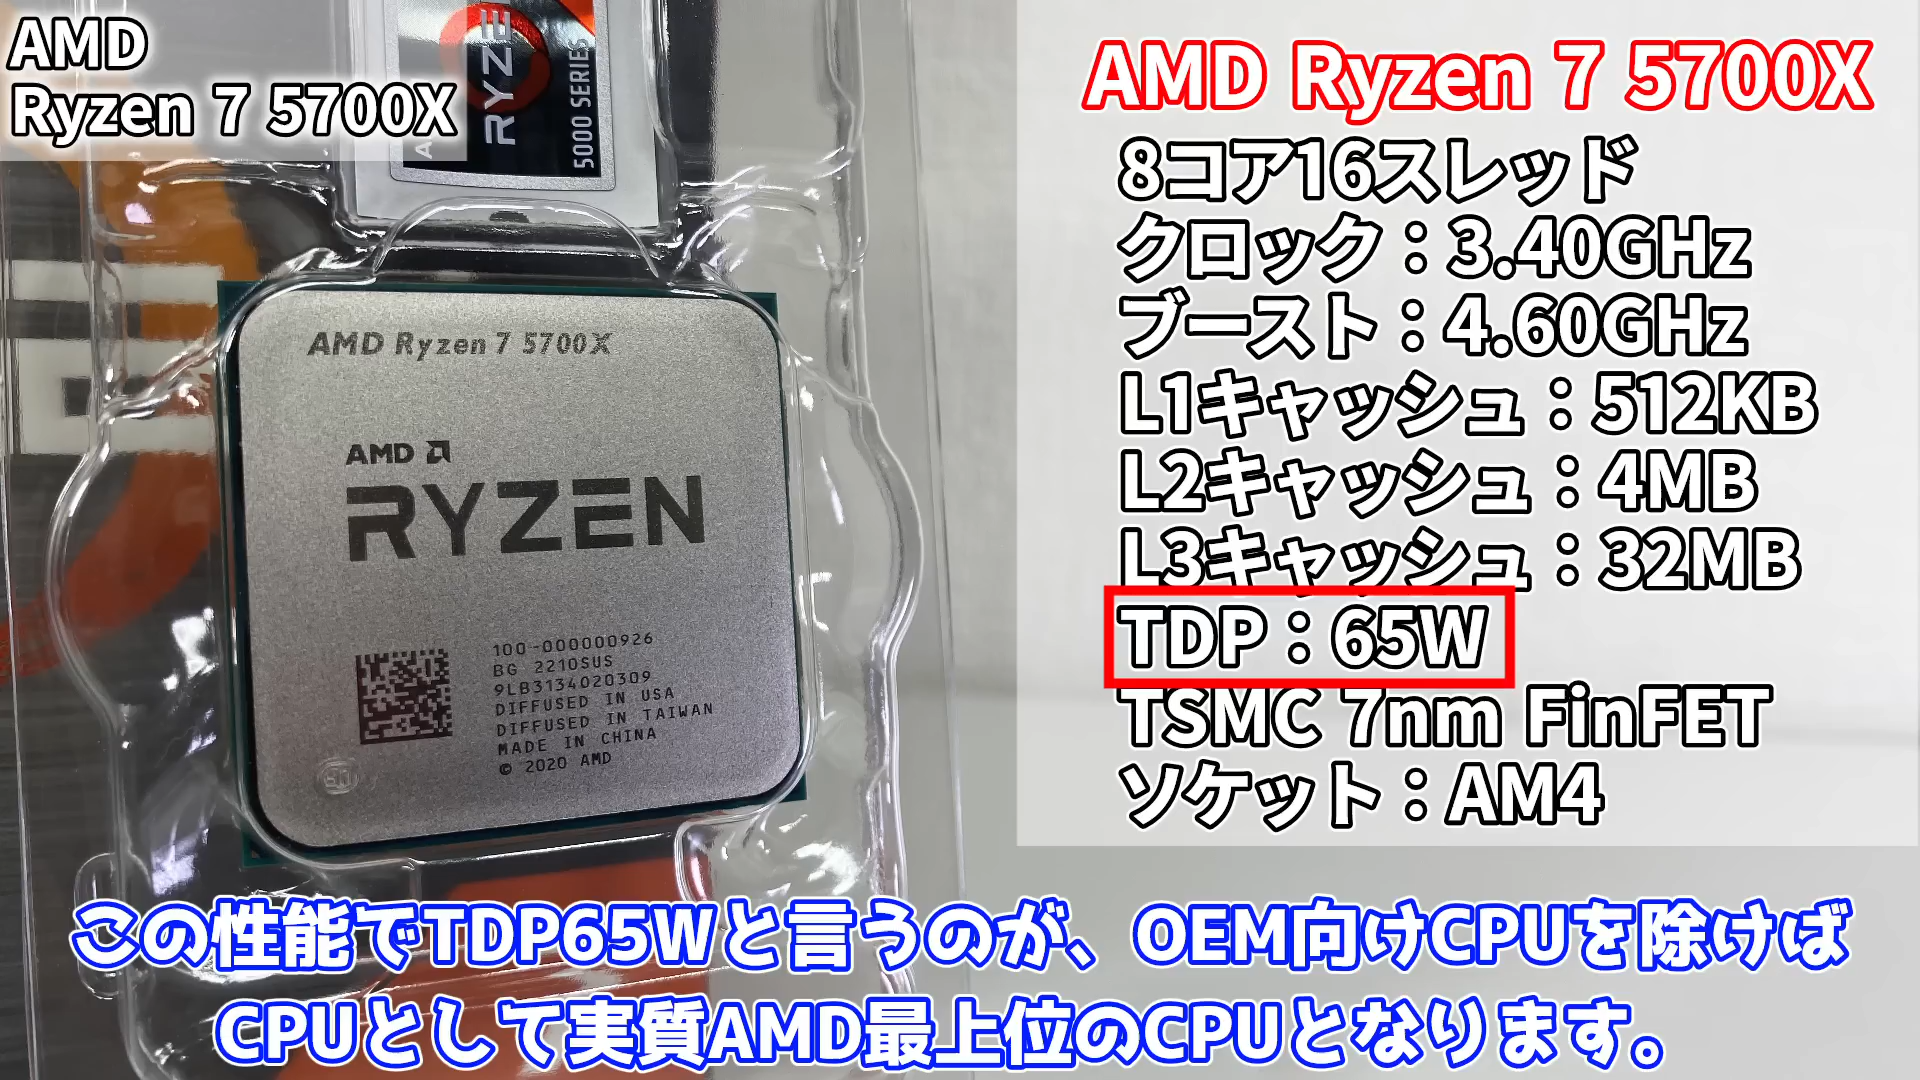 AMD
Ryzen 7 5700X
RYZE
5000 SERIES
AMD Ryzen 7 5700X
AMD
RYZEN
100-000000926
BG 2210SUS
9LB3134020309
DIFFUSED IN USA
DIFFUSED IN TAIWAN
MADE IN CHINA
© 2020 AMD
AMD Ryzen 7 5700X
8コア16スレッド
クロック：3.40GHz
ブースト：4.60GHz
L1キャッシュ：512KB
L2キャッシュ：4MB
L3キャッシュ：32MB
TDP：65W
TSMC 7nm FinFET
ソケット：AM4
この性能でTDP65Wと言うのが、OEM向けCPUを除けば
CPUとして実質AMD最上位のCPUとなります。